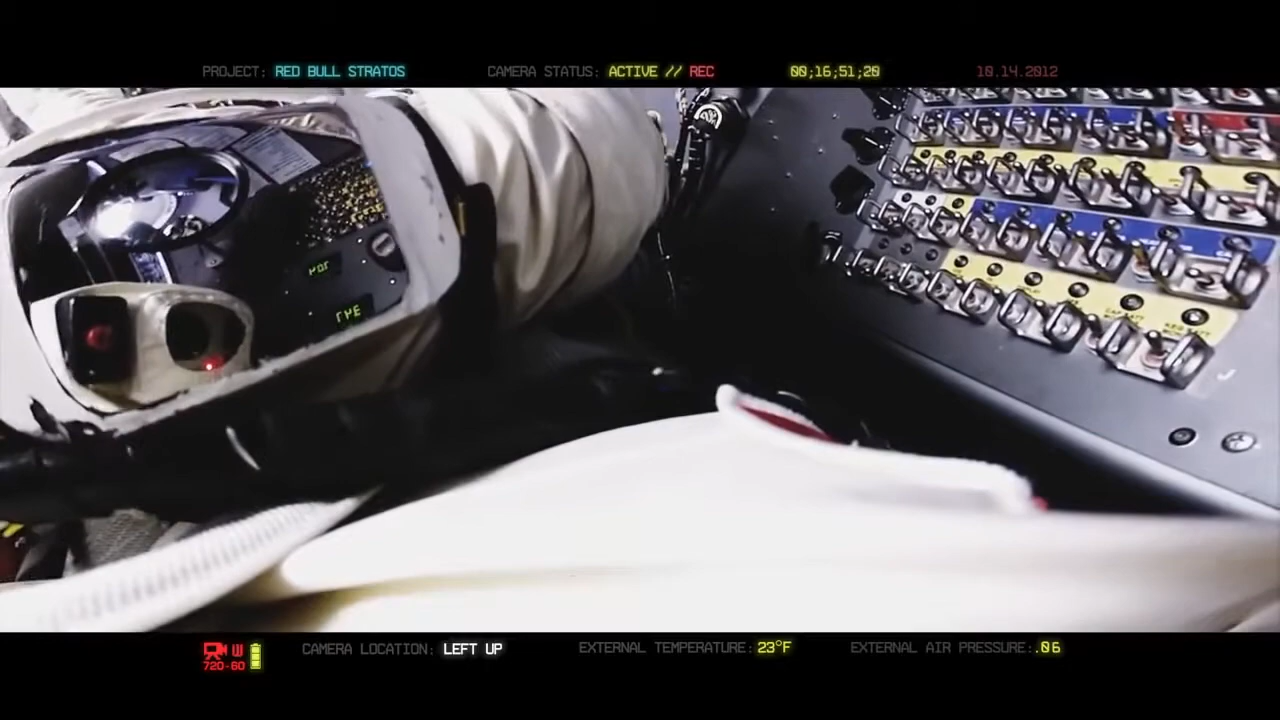 PROJECT: RED BULL STRATOS
CAMERA STATUS: ACTIVE // REC
00;16,51;20
10.14.2012
720-60
CAMERA LOCATION: LEFT UP
EXTERNAL TEMPERATURE: 23°F
EXTERNAL AIR PRESSURE: .06